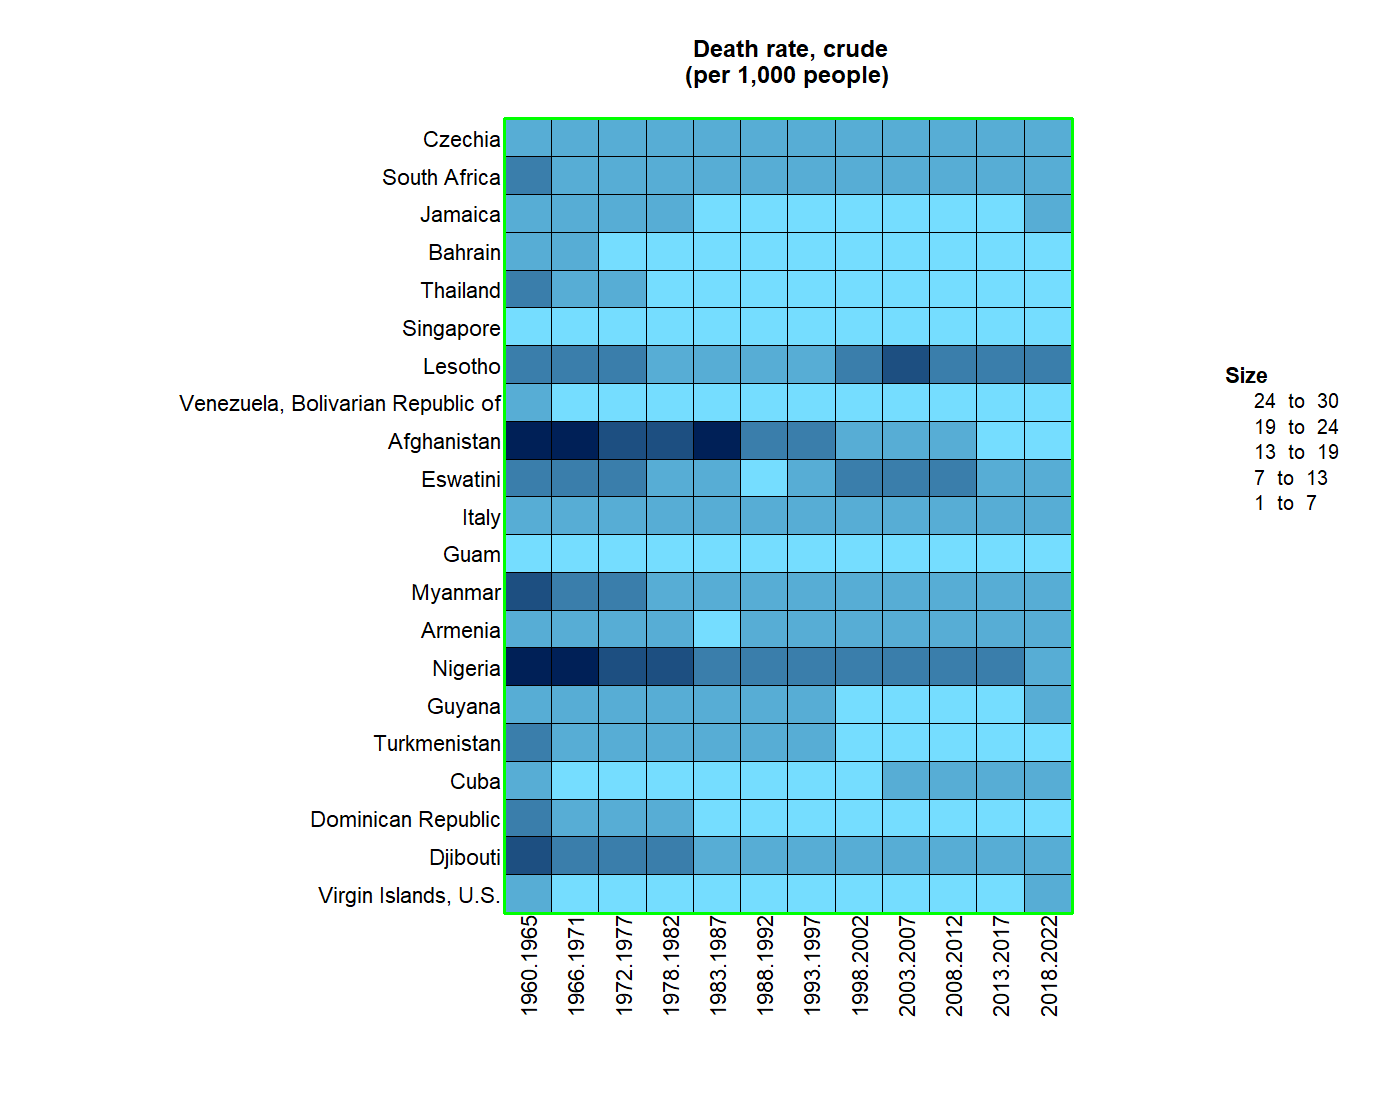 Death rate, crude
(per 1,000 people)
Czechia
South Africa
Jamaica
Bahrain
Thailand
Singapore
Lesotho
Venezuela, Bolivarian Republic of
Afghanistan
Eswatini
Italy
Guam
Myanmar
Armenia
Nigeria
Guyana
Turkmenistan
Cuba
Dominican Republic
Djibouti
Virgin Islands, U.S.
1960.1965
1966.1971
1972.1977
1978.1982
1983.1987
1988.1992
1993.1997
1998.2002
2003.2007
2008.2012
2013.2017
2018.2022
Size
24 to 30
19 to 24
13 to 19
7 to 13
1 to 7